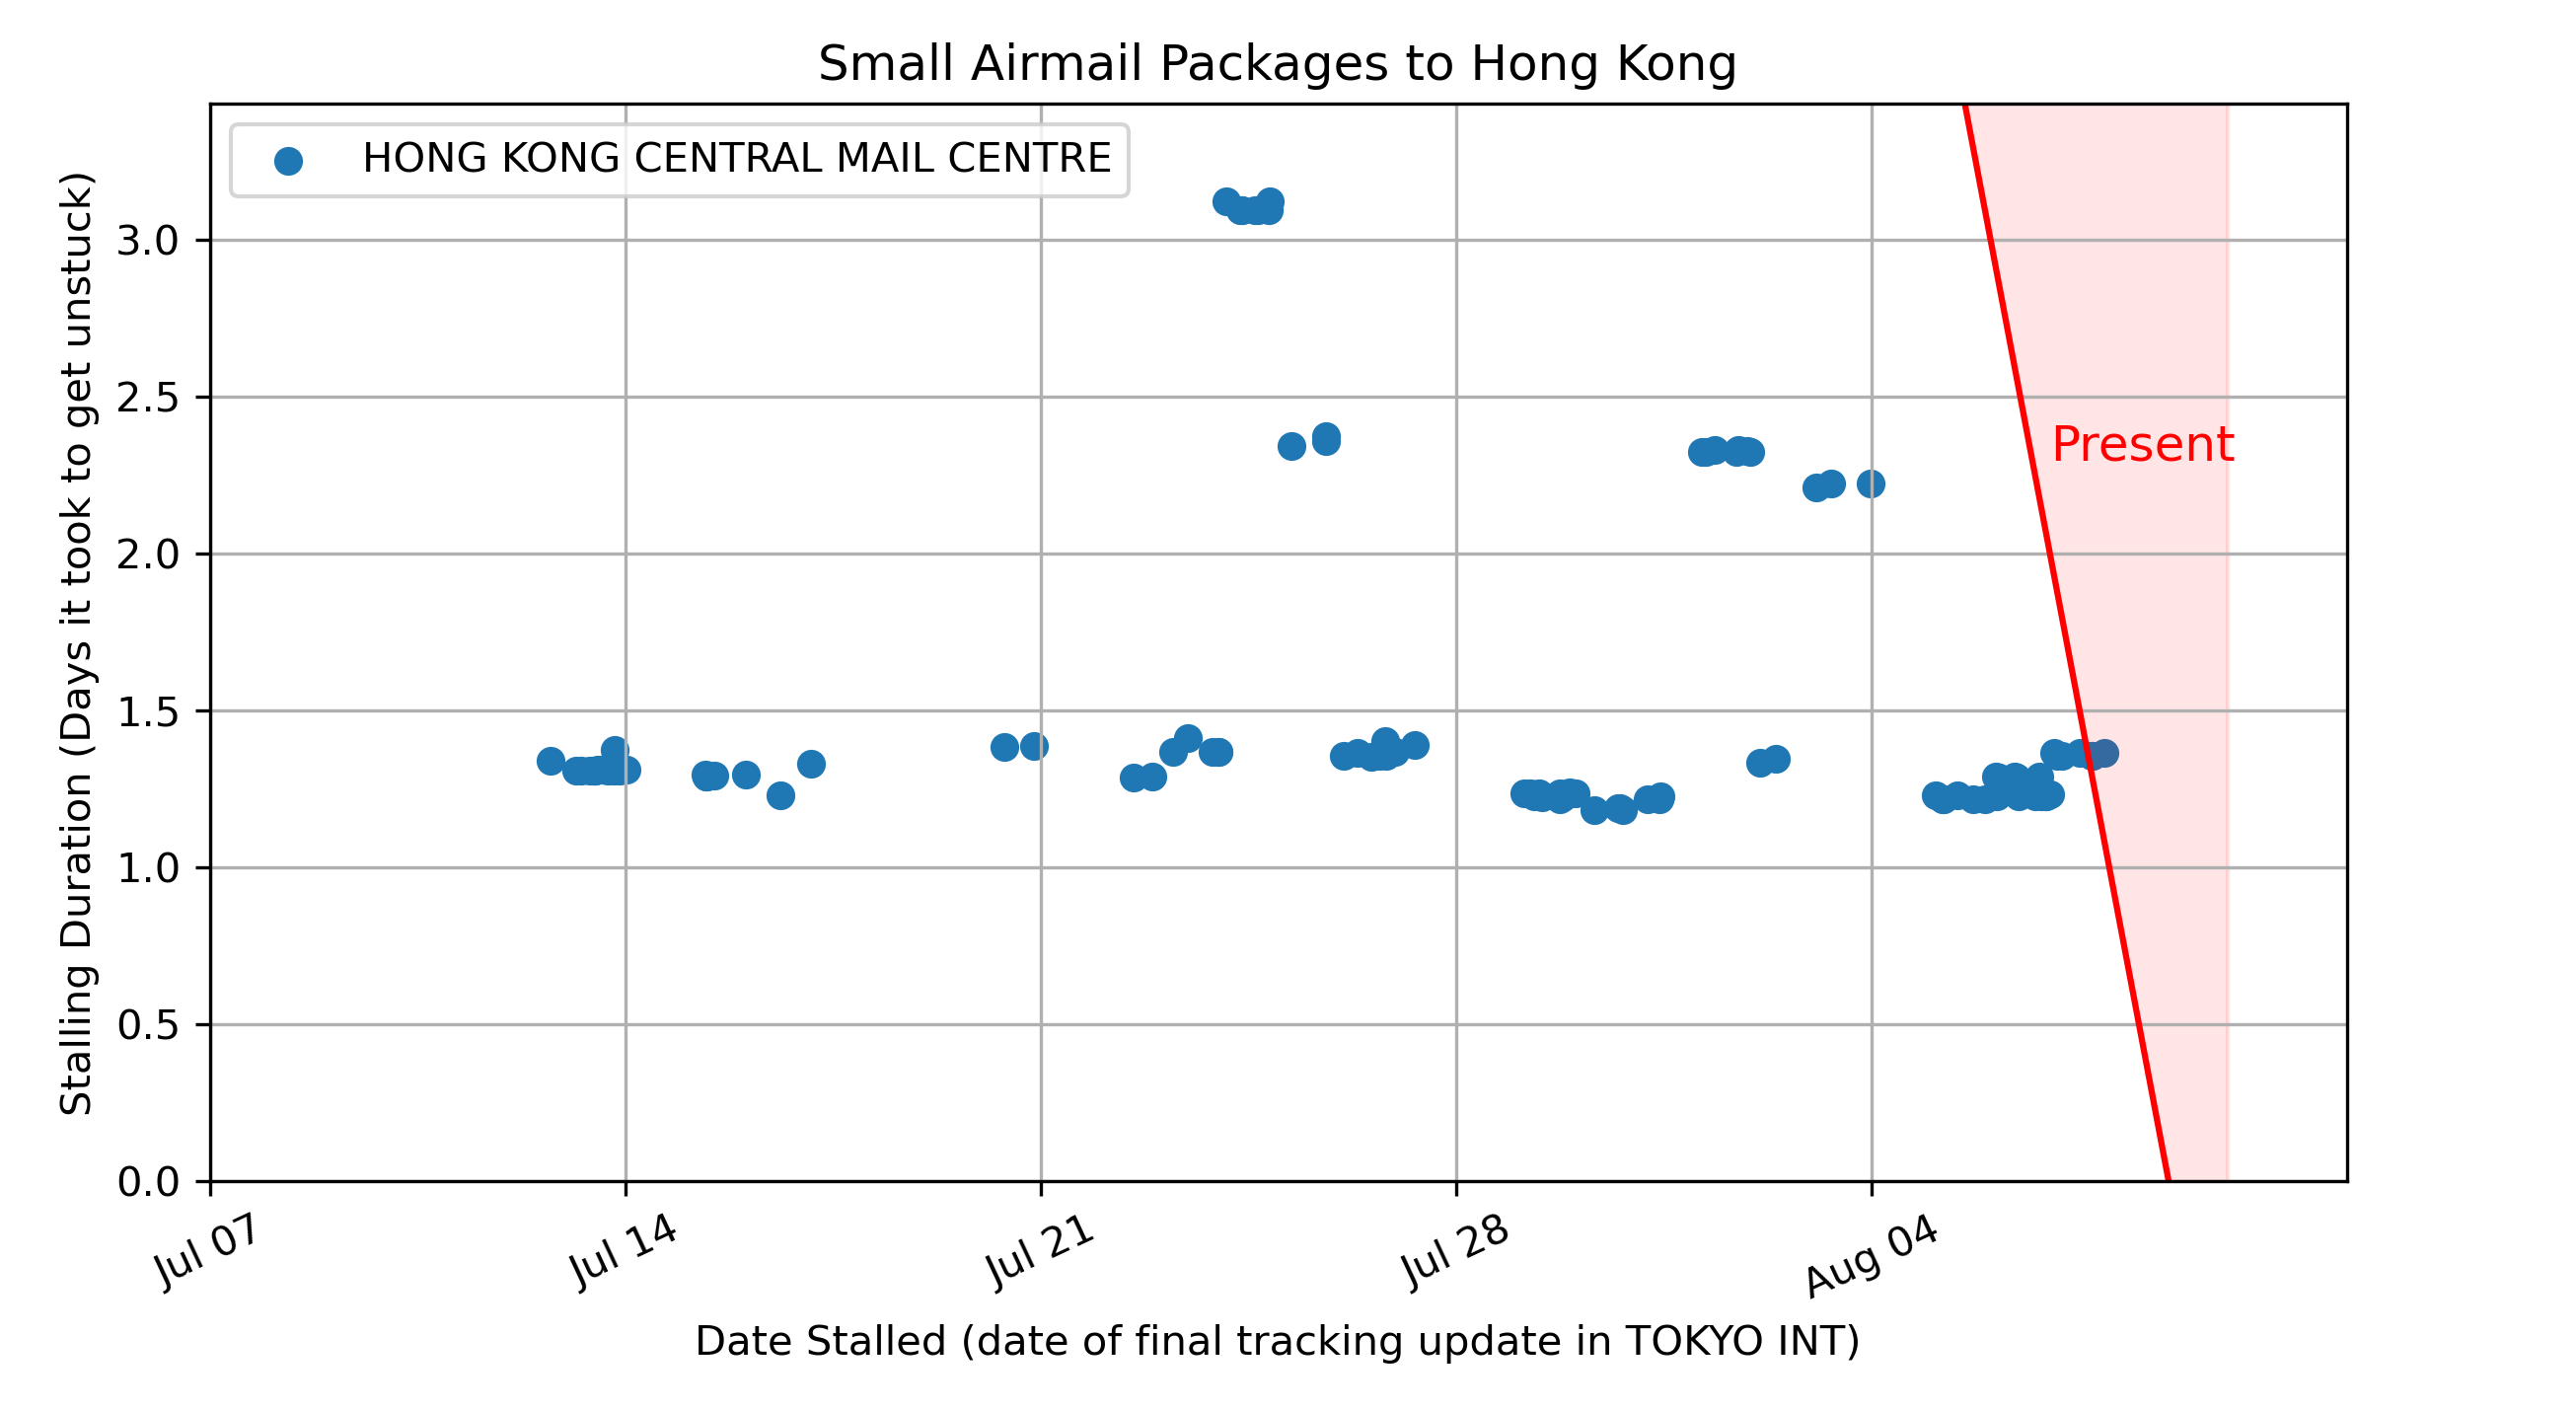 Small Airmail Packages to Hong Kong
HONG KONG CENTRAL MAIL CENTRE
Stalling Duration (Days it took to get unstuck)
3.0
2.5
2.0
1.5
1.0
0.5
0.0
Present
Jul 07
Jul 14
Jul 21
Jul 28
Aug 04
Date Stalled (date of final tracking update in TOKYO INT)